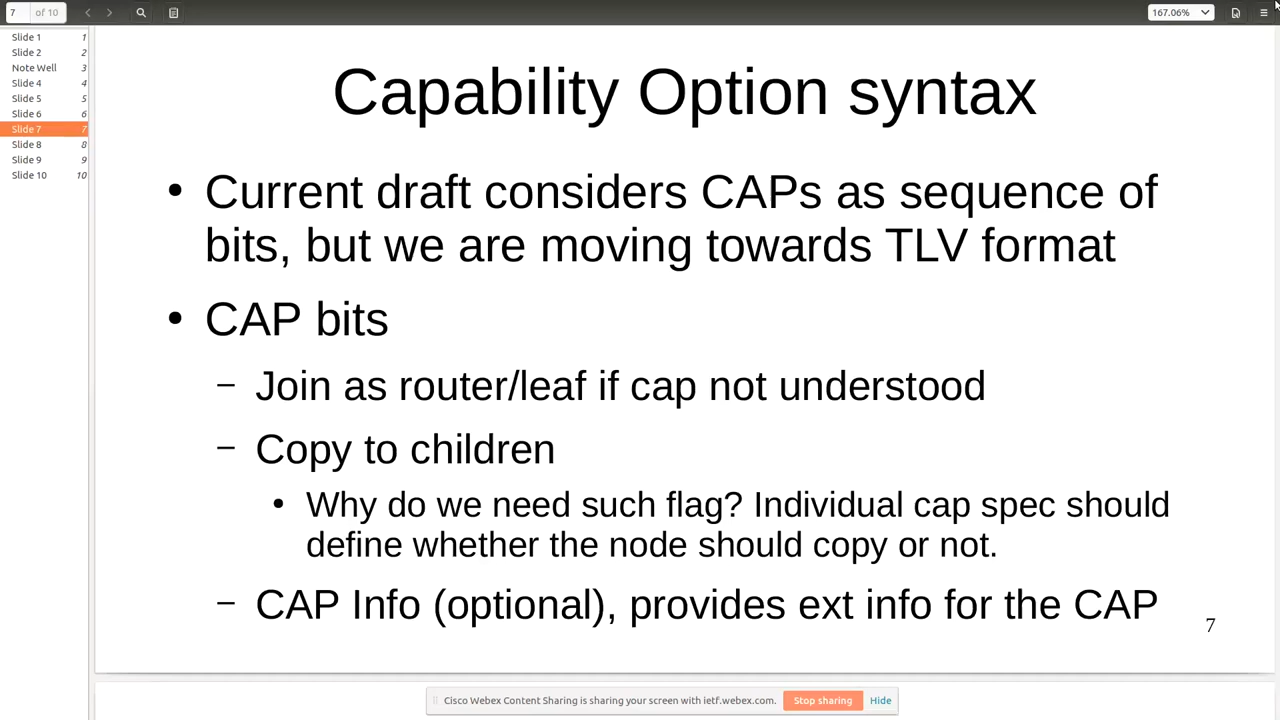 7 of 10
167.06%
Slide 1 1
Slide 2 2
Note Well 3
Slide 4 4
Slide 5 5
Slide 6 6
Slide 7 7
Slide 8 8
Slide 9 9
Slide 10 10
Capability Option syntax
• Current draft considers CAPs as sequence of
bits, but we are moving towards TLV format
• CAP bits
– Join as router/leaf if cap not understood
– Copy to children
• Why do we need such flag? Individual cap spec should
define whether the node should copy or not.
– CAP Info (optional), provides ext info for the CAP
7
Cisco Webex Content Sharing is sharing your screen with ietf.webex.com. Stop sharing Hide